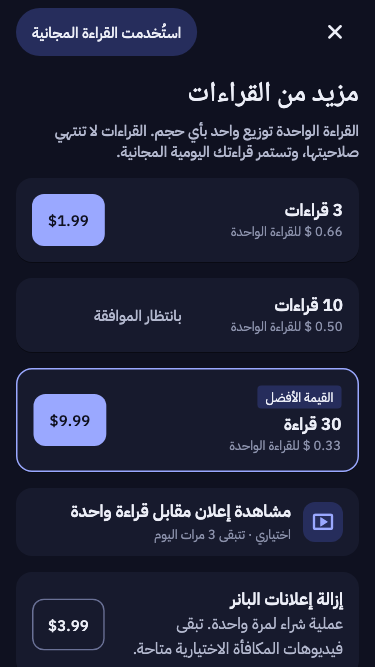 استُخدمت القراءة المجانية
مزيد من القراءات
القراءة الواحدة توزيع واحد بأي حجم. القراءات لا تنتهي
صلاحيتها، وتستمر قراءتك اليومية المجانية.
3 قراءات
0.66 $ للقراءة الواحدة
$1.99
10 قراءات
0.50 $ للقراءة الواحدة
بانتظار الموافقة
القيمة الأفضل
30 قراءة
0.33 $ للقراءة الواحدة
$9.99
مشاهدة إعلان مقابل قراءة واحدة
اختياري · تتبقى 3 مرات اليوم
إزالة إعلانات البانر
عملية شراء لمرة واحدة. تبقى
فيديوهات المكافأة الاختيارية متاحة.
$3.99